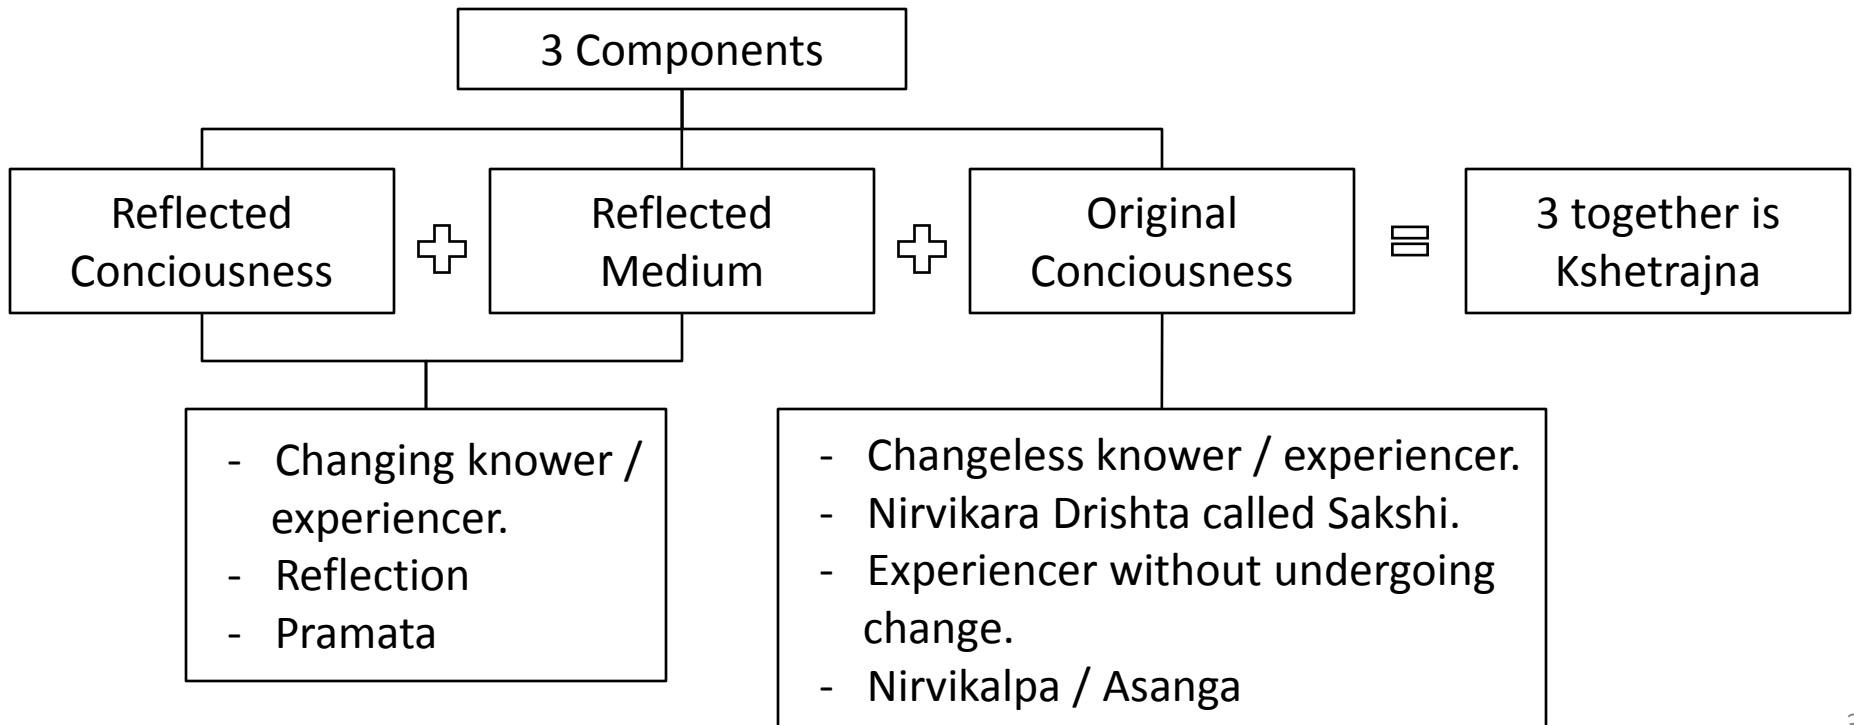 3 Components
Reflected
Conciousness
Reflected
Medium
Original
Conciousness
3 together is
Kshetrajna
- Changing knower /
experiencer.
- Reflection
- Pramata
- Changeless knower / experiencer.
- Nirvikara Drishta called Sakshi.
- Experiencer without undergoing
change.
- Nirvikalpa / Asanga